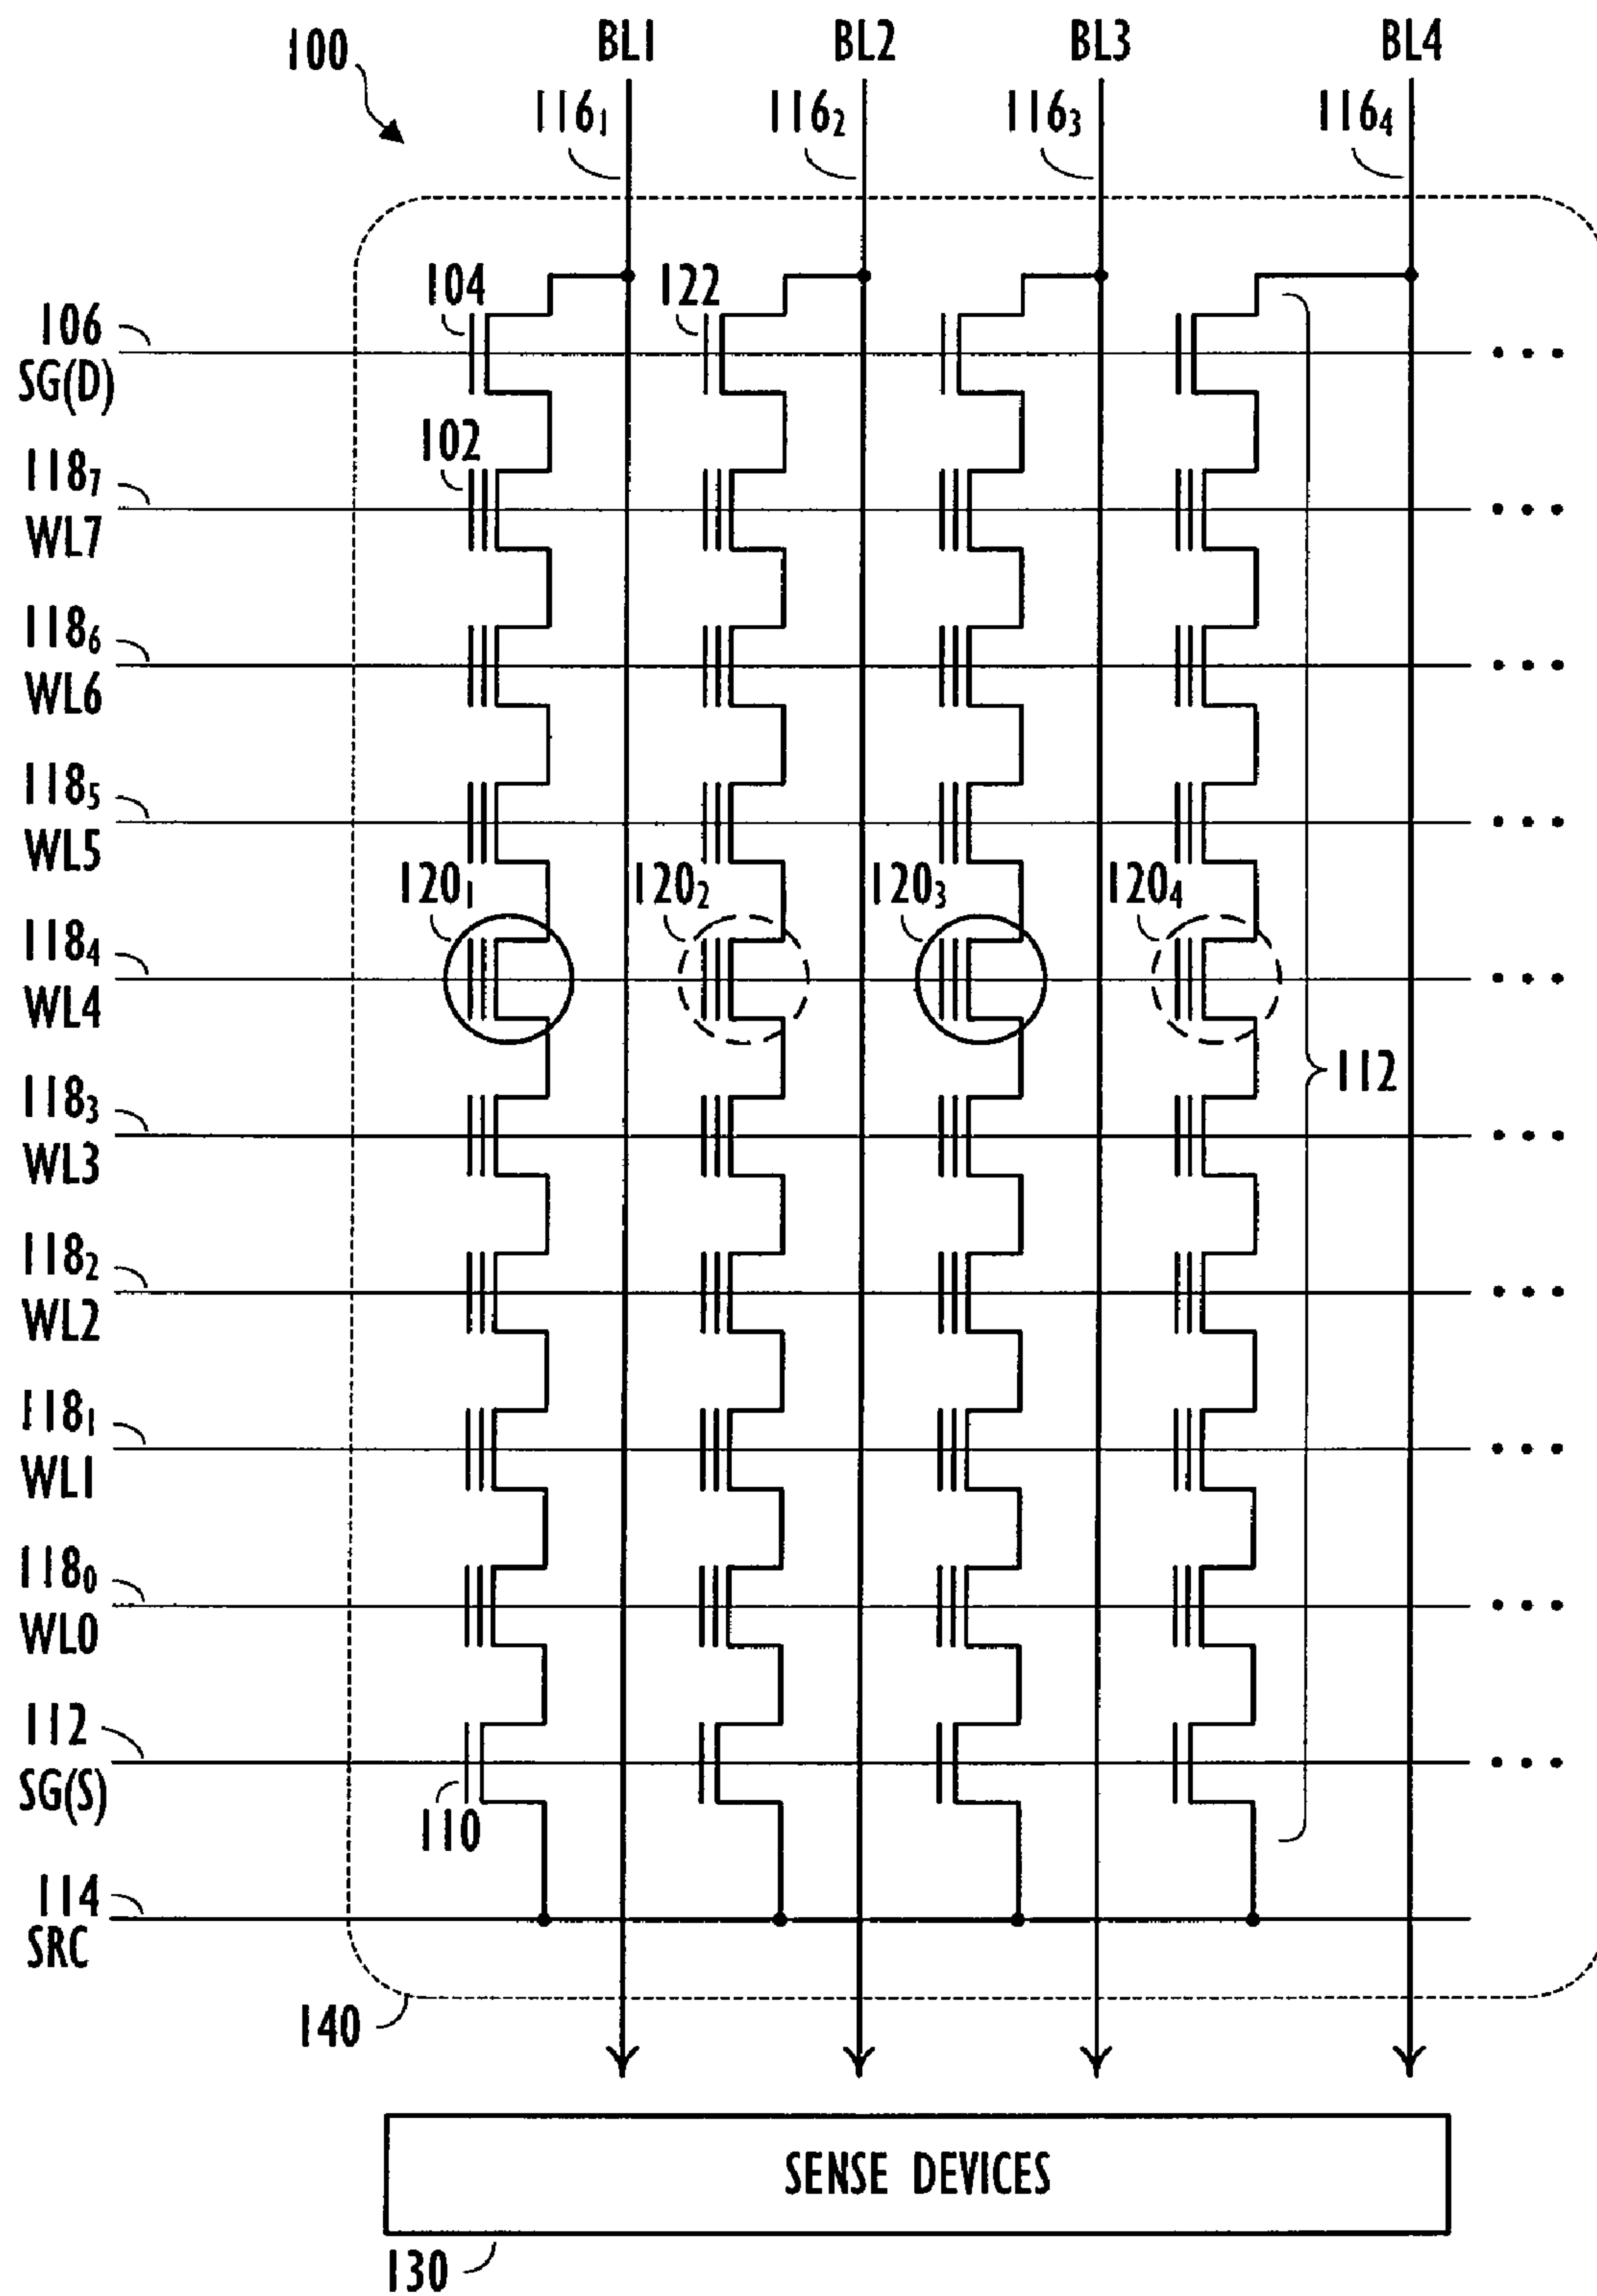 100
BL1 BL2 BL3 BL4
116₁ 116₂ 116₃ 116₄
104 122
106
SG(D)
102
118₇
WL7
118₆
WL6
118₅
WL5
120₁ 120₂ 120₃ 120₄
118₄
WL4
112
118₃
WL3
118₂
WL2
118₁
WL1
118₀
WL0
112
SG(S)
110
114
SRC
140
SENSE DEVICES
130